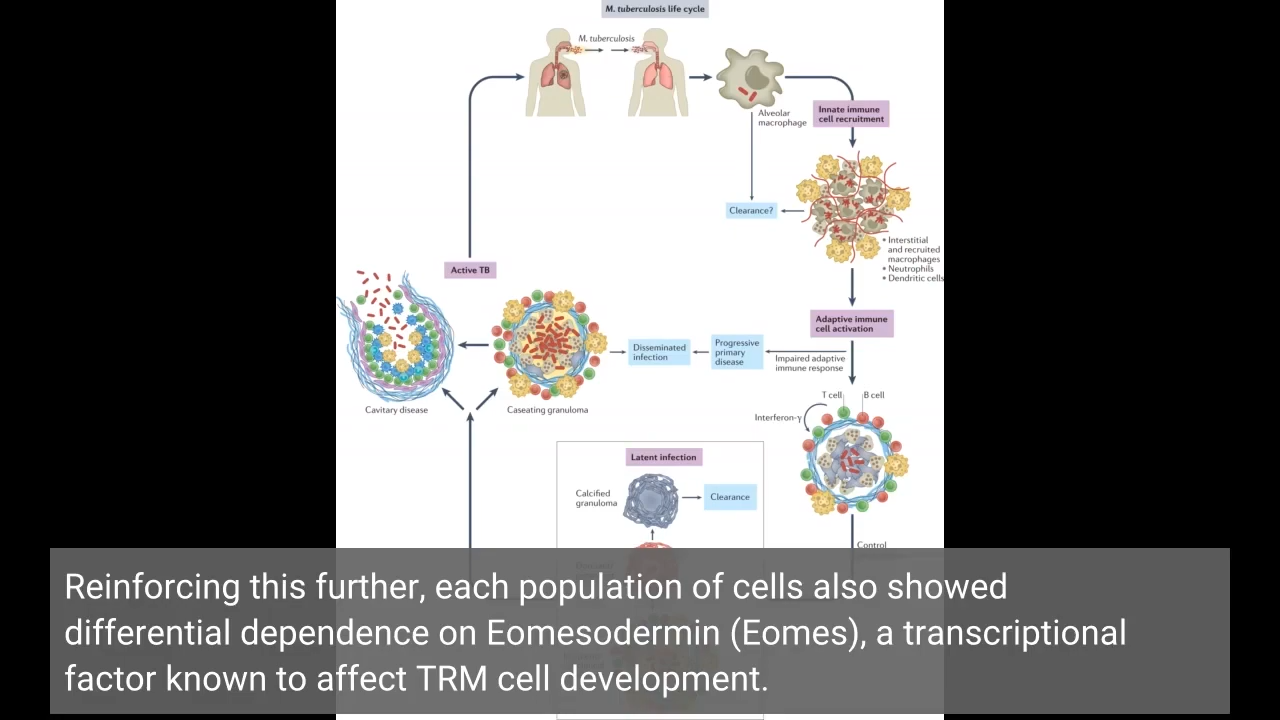 M. tuberculosis life cycle
M. tuberculosis
Alveolar
macrophage
Innate immune
cell recruitment
Clearance?
• Interstitial
and recruited
macrophages
• Neutrophils
• Dendritic cells
Active TB
Adaptive immune
cell activation
Disseminated
infection
Progressive
primary
disease
Impaired adaptive
immune response
T cell
B cell
Interferon-γ
Cavitary disease
Caseating granuloma
Latent infection
Calcified
granuloma
Clearance
Control
Reinforcing this further, each population of cells also showed
differential dependence on Eomesodermin (Eomes), a transcriptional
factor known to affect TRM cell development.